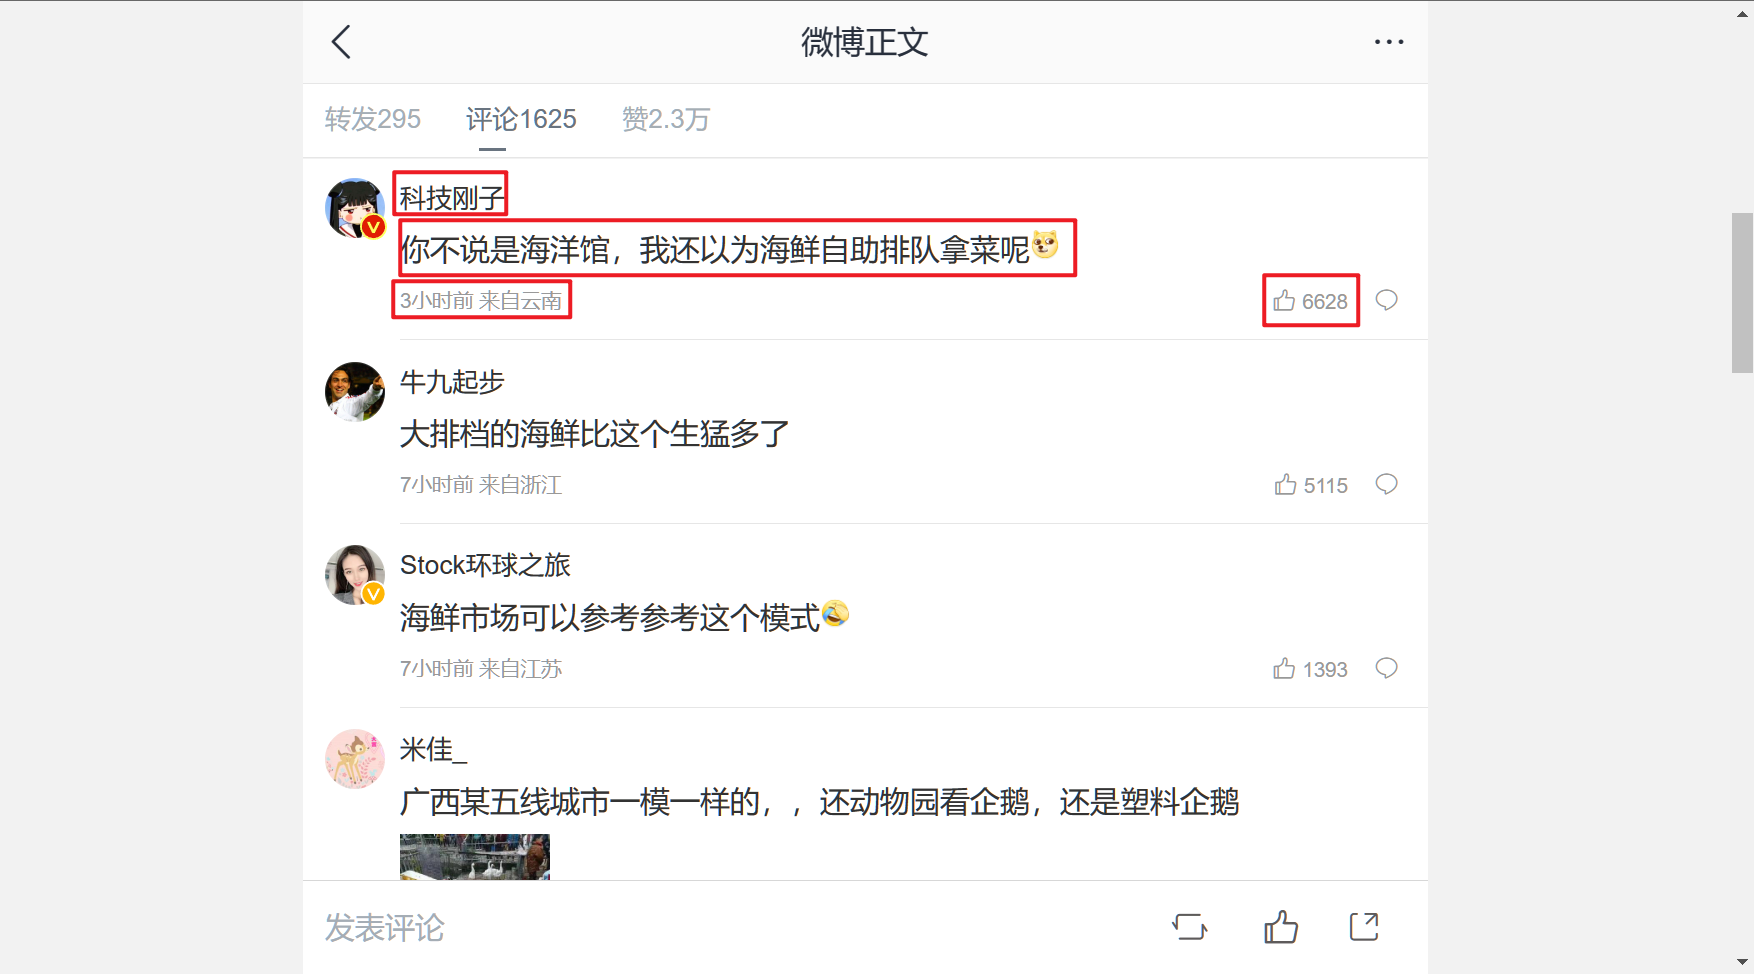 微博正文
转发295 评论1625 赞2.3万
科技刚子
你不说是海洋馆，我还以为海鲜自助排队拿菜呢
3小时前 来自云南 6628
牛九起步
大排档的海鲜比这个生猛多了
7小时前 来自浙江 5115
Stock环球之旅
海鲜市场可以参考参考这个模式
7小时前 来自江苏 1393
米佳_
广西某五线城市一模一样的，，还动物园看企鹅，还是塑料企鹅
发表评论